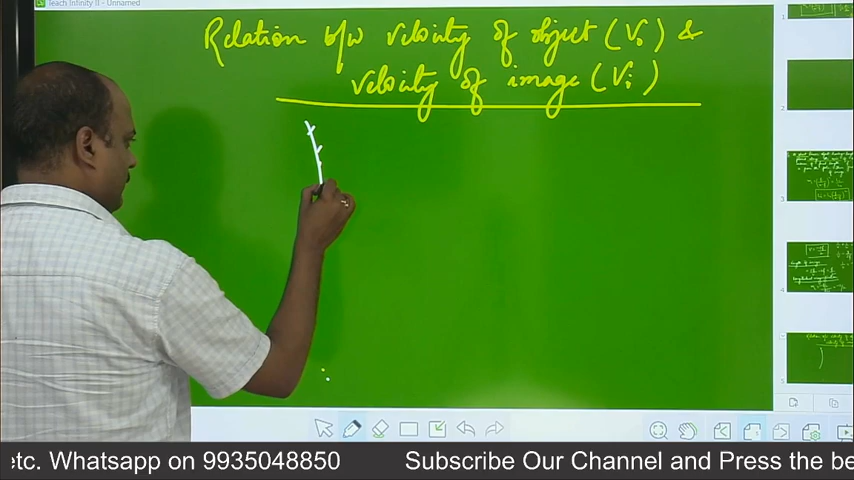 Teach Infinity II - Unnamed
Relation b/w velocity of object (Vo) &
velocity of image (Vi)
etc. Whatsapp on 9935048850 Subscribe Our Channel and Press the be